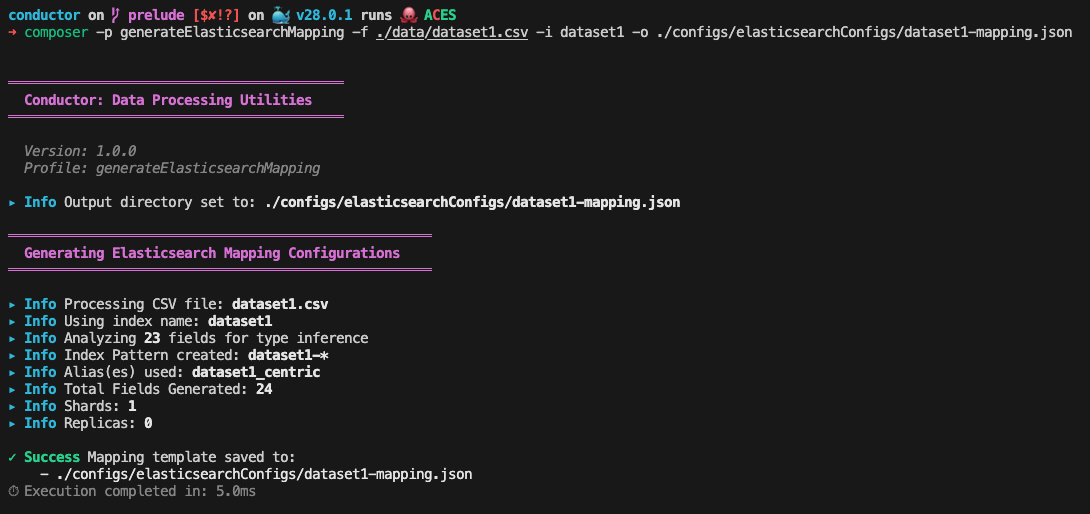 conductor on prelude [$✘!?] on 🐳 v28.0.1 runs 🐙 ACES
➜ composer -p generateElasticsearchMapping -f ./data/dataset1.csv -i dataset1 -o ./configs/elasticsearchConfigs/dataset1-mapping.json
Conductor: Data Processing Utilities
Version: 1.0.0
Profile: generateElasticsearchMapping
▸ Info Output directory set to: ./configs/elasticsearchConfigs/dataset1-mapping.json
Generating Elasticsearch Mapping Configurations
▸ Info Processing CSV file: dataset1.csv
▸ Info Using index name: dataset1
▸ Info Analyzing 23 fields for type inference
▸ Info Index Pattern created: dataset1-*
▸ Info Alias(es) used: dataset1_centric
▸ Info Total Fields Generated: 24
▸ Info Shards: 1
▸ Info Replicas: 0
✓ Success Mapping template saved to:
- ./configs/elasticsearchConfigs/dataset1-mapping.json
⏱ Execution completed in: 5.0ms